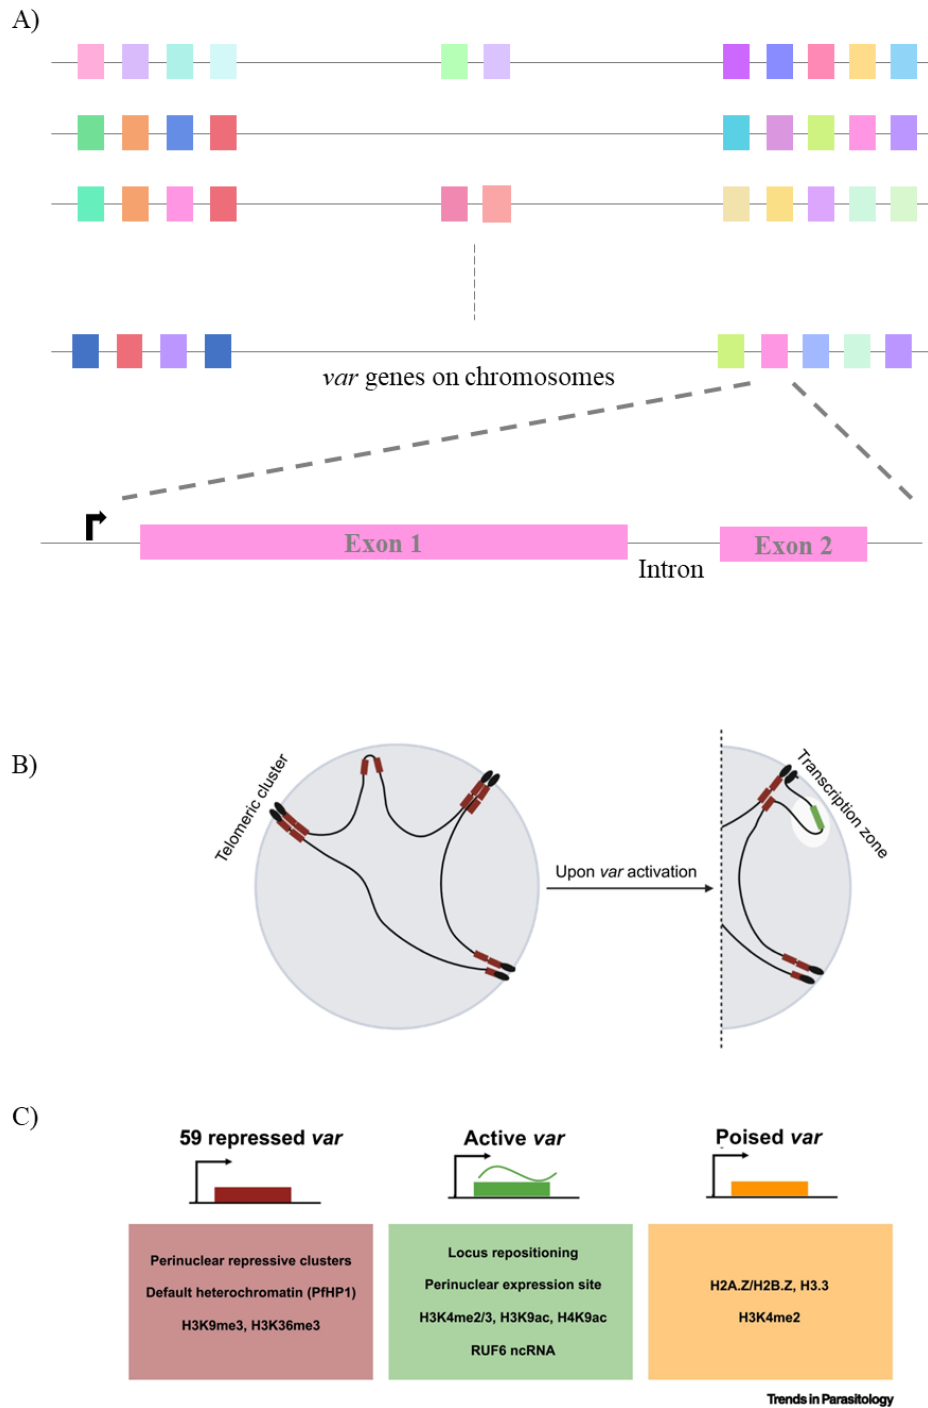 A)
var genes on chromosomes
Exon 1
Exon 2
Intron
B)
Telomeric cluster
Upon var activation
Transcription zone
C)
59 repressed var
Active var
Poised var
Perinuclear repressive clusters
Default heterochromatin (PfHP1)
H3K9me3, H3K36me3
Locus repositioning
Perinuclear expression site
H3K4me2/3, H3K9ac, H4K9ac
RUF6 ncRNA
H2A.Z/H2B.Z, H3.3
H3K4me2
Trends in Parasitology